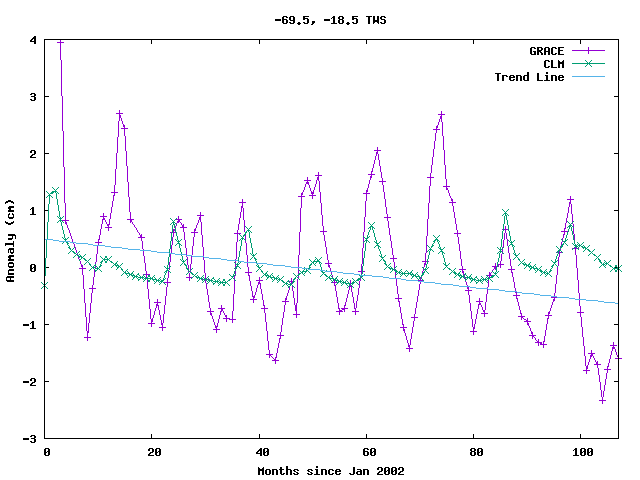 -69.5, -18.5 TWS
4
3
2
1
0
-1
-2
-3
Anomaly (cm)
GRACE
CLM
Trend Line
0 20 40 60 80 100
Months since Jan 2002